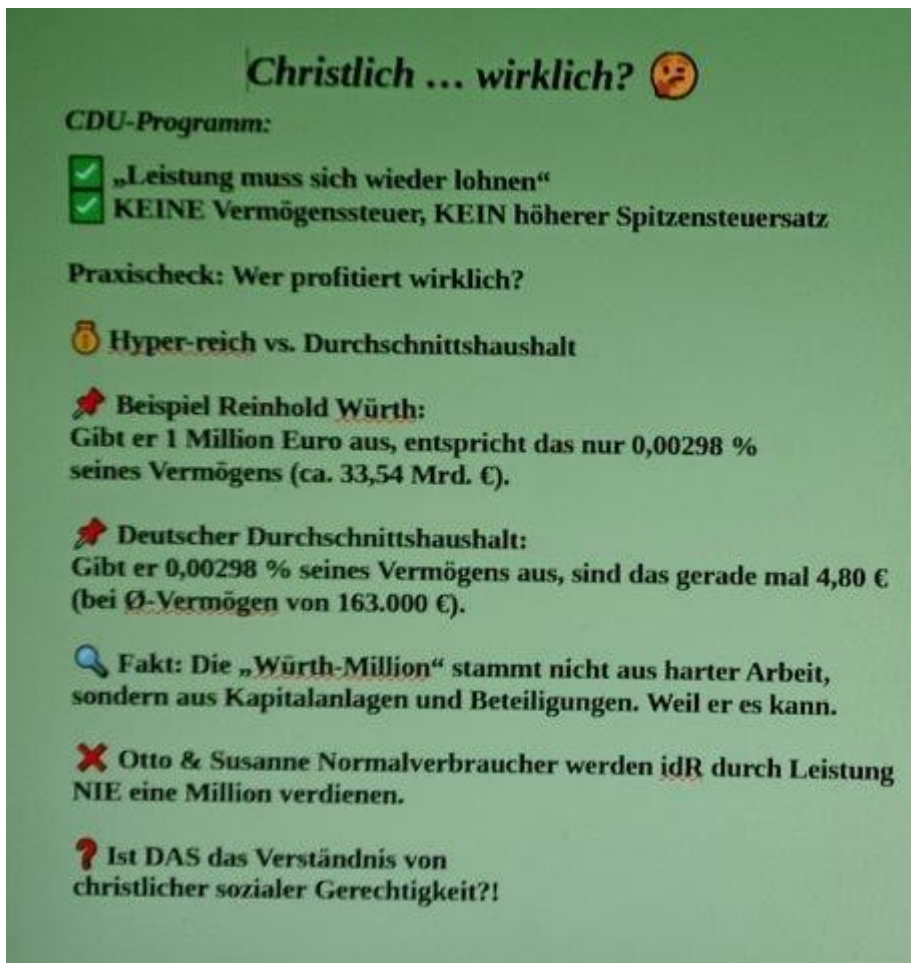 Christlich … wirklich? 🤔
CDU-Programm:
✅ „Leistung muss sich wieder lohnen“
✅ KEINE Vermögenssteuer, KEIN höherer Spitzensteuersatz
Praxischeck: Wer profitiert wirklich?
💰 Hyper-reich vs. Durchschnittshaushalt
📌 Beispiel Reinhold Würth:
Gibt er 1 Million Euro aus, entspricht das nur 0,00298 %
seines Vermögens (ca. 33,54 Mrd. €).
📌 Deutscher Durchschnittshaushalt:
Gibt er 0,00298 % seines Vermögens aus, sind das gerade mal 4,80 €
(bei Ø-Vermögen von 163.000 €).
🔍 Fakt: Die „Würth-Million“ stammt nicht aus harter Arbeit,
sondern aus Kapitalanlagen und Beteiligungen. Weil er es kann.
❌ Otto & Susanne Normalverbraucher werden idR durch Leistung
NIE eine Million verdienen.
❓ Ist DAS das Verständnis von
christlicher sozialer Gerechtigkeit?!